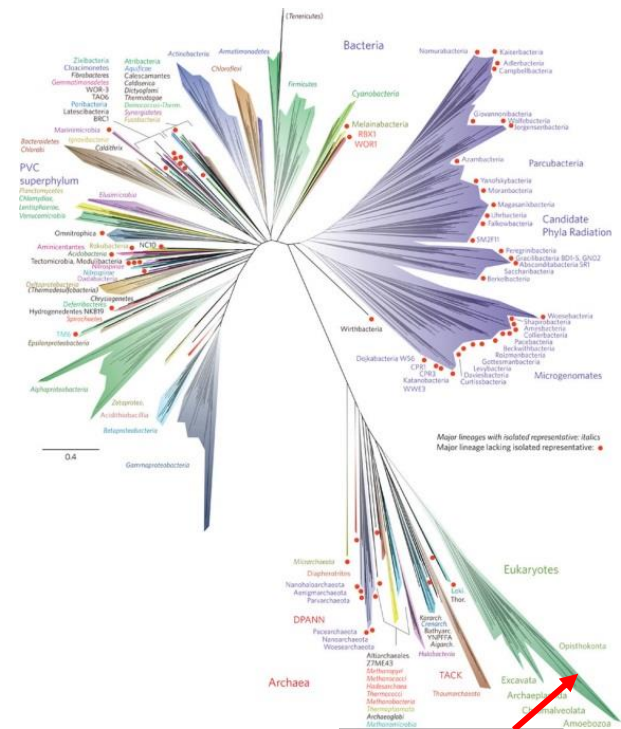 (Tenericutes)
Bacteria
Nomurabacteria
Kaiserbacteria
Adlerbacteria
Campbellbacteria
Zixibacteria
Cloacimonetes
Fibrobacteres
Gemmatimonadetes
WOR-3
TA06
Poribacteria
Latescibacteria
BRC1
Atribacteria
Aquificae
Calescamantes
Caldiserica
Dictyoglomi
Thermotogae
Deinococcus-Therm.
Synergistetes
Fusobacteria
Actinobacteria
Armatimonadetes
Chloroflexi
Firmicutes
Cyanobacteria
Melainabacteria
RBX1
WOR1
Giovannonibacteria
Wolfebacteria
Jorgensenbacteria
Marinimicrobia
Bacteroidetes
Chlorobi
Ignavibacteria
Caldithrix
Azambacteria
Parcubacteria
PVC
superphylum
Planctomycetes
Chlamydiae,
Lentisphaerae,
Verrucomicrobia
Yanofskybacteria
Moranbacteria
Elusimicrobia
Magasanikbacteria
Uhrbacteria
Falkowbacteria
Candidate
Phyla Radiation
Omnitrophica
SM2F11
Aminicentantes
Rokubacteria
NC10
Acidobacteria
Tectomicrobia, Modulibacteria
Nitrospinae
Nitrospirae
Dadabacteria
Peregrinibacteria
Gracilibacteria BD1-5, GN02
Absconditabacteria SR1
Saccharibacteria
Berkelbacteria
Deltaproteobacteria
(Thermodesulfobacteria)
Chrysiogenetes
Deferribacteres
Hydrogenedentes NKB19
Spirochaetes
Wirthbacteria
TM6
Epsilonproteobacteria
Woesebacteria
Shapirobacteria
Amesbacteria
Collierbacteria
Pacebacteria
Beckwithbacteria
Roizmanbacteria
Gottesmanbacteria
Levybacteria
Daviesbacteria
Curtissbacteria
Dojkabacteria WS6
CPR1
CPR3
Katanobacteria
WWE3
Microgenomates
Alphaproteobacteria
Zetaproteo.
Acidithiobacillia
Betaproteobacteria
0.4
Gammaproteobacteria
Major lineages with isolated representative: italics
Major lineage lacking isolated representative:
Micrarchaeota
Diapherotrites
Nanohaloarchaeota
Aenigmarchaeota
Parvarchaeota
Loki.
Thor.
Eukaryotes
DPANN
Pacearchaeota
Nanoarchaeota
Woesearchaeota
Korarch.
Crenarch.
Bathyarc.
YNPFFA
Aigarch.
Opisthokonta
Altiarchaeales
Z7ME43
Halobacteria
Archaea
Methanopyri
Methanococci
Hadesarchaea
Thermococci
Methanobacteria
Thermoplasmata
Archaeoglobi
Methanomicrobia
TACK
Thaumarchaeota
Excavata
Archaeplastida
Chromalveolata
Amoebozoa